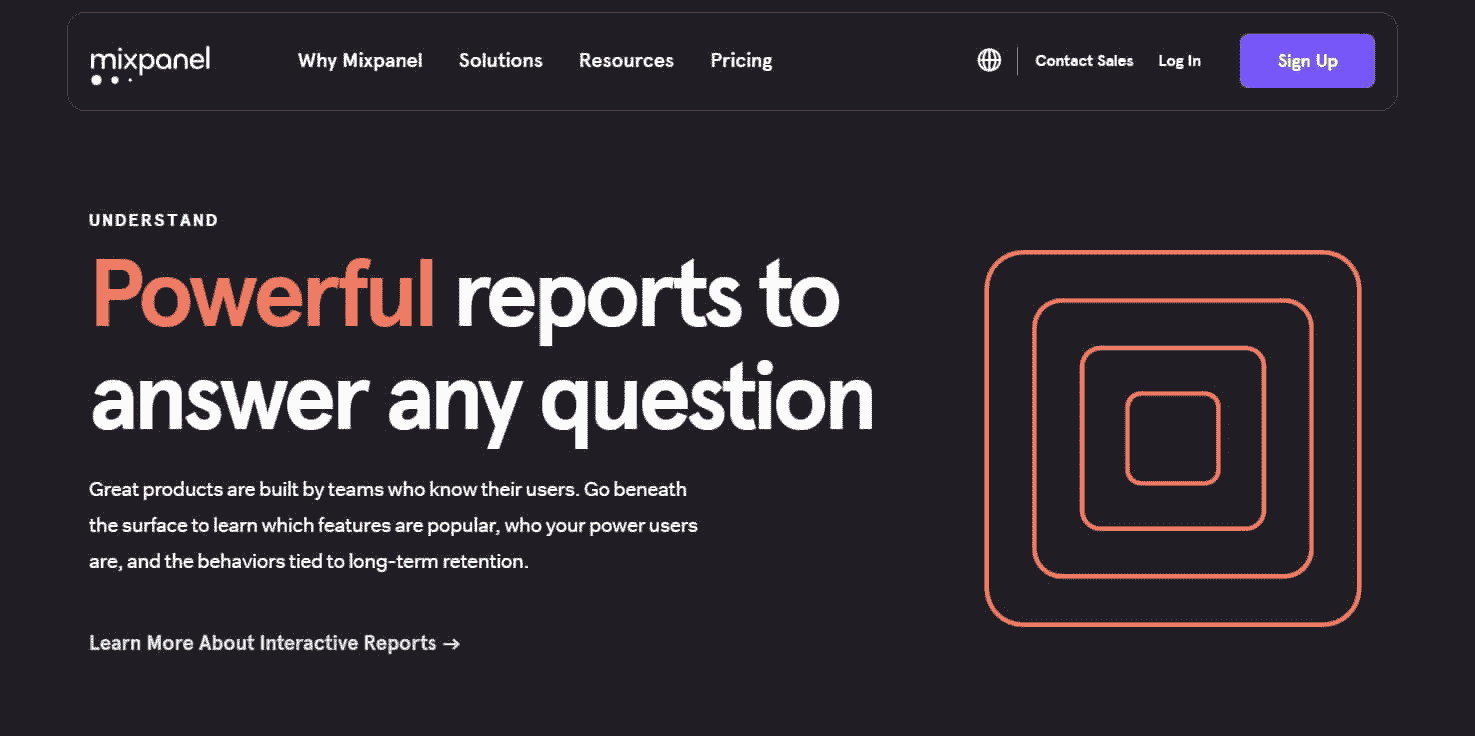 mixpanel
Why Mixpanel Solutions Resources Pricing Contact Sales Log In Sign Up
UNDERSTAND
Powerful reports to
answer any question
Great products are built by teams who know their users. Go beneath
the surface to learn which features are popular, who your power users
are, and the behaviors tied to long-term retention.
Learn More About Interactive Reports →